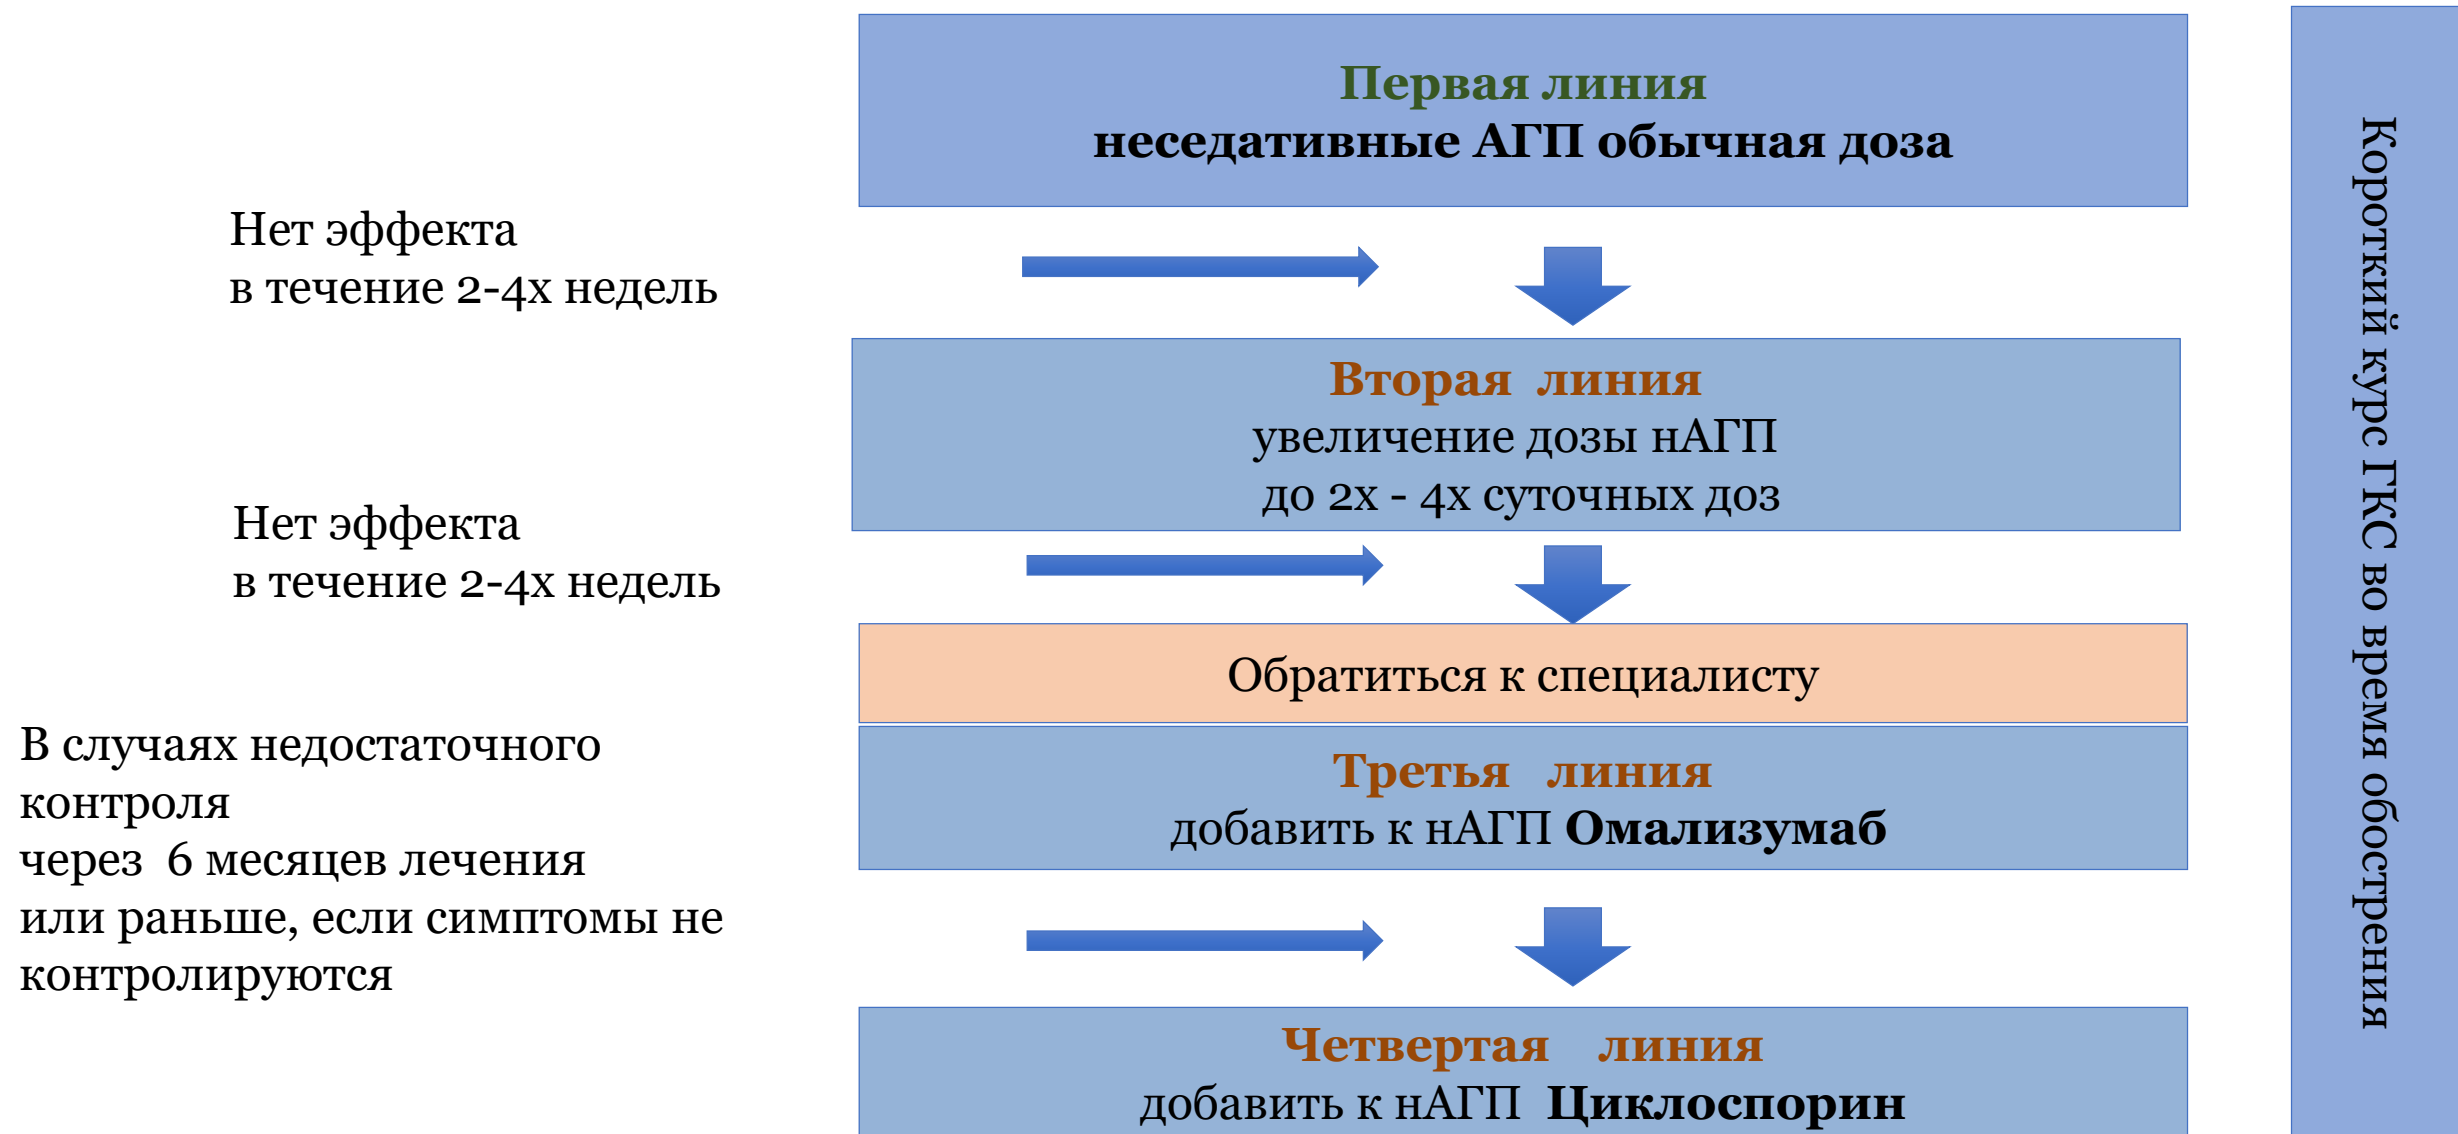 Первая линия
неседативные АГП обычная доза
Нет эффекта
в течение 2-4х недель
Вторая линия
увеличение дозы нАГП
до 2х - 4х суточных доз
Нет эффекта
в течение 2-4х недель
Обратиться к специалисту
Третья линия
добавить к нАГП Омализумаб
В случаях недостаточного
контроля
через 6 месяцев лечения
или раньше, если симптомы не
контролируются
Четвертая линия
добавить к нАГП Циклоспорин
Короткий курс ГКС во время обострения